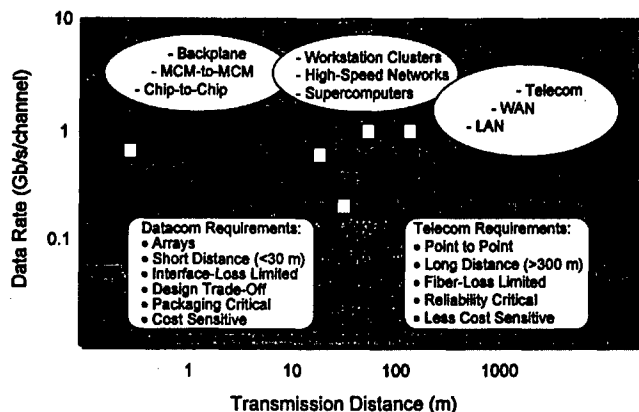 10
1
0.1
Data Rate (Gb/s/channel)
- Backplane
- MCM-to-MCM
- Chip-to-Chip
- Workstation Clusters
- High-Speed Networks
- Supercomputers
- Telecom
- WAN
- LAN
Datacom Requirements:
● Arrays
● Short Distance (<30 m)
● Interface-Loss Limited
● Design Trade-Off
● Packaging Critical
● Cost Sensitive
Telecom Requirements:
● Point to Point
● Long Distance (>300 m)
● Fiber-Loss Limited
● Reliability Critical
● Less Cost Sensitive
1 10 100 1000
Transmission Distance (m)